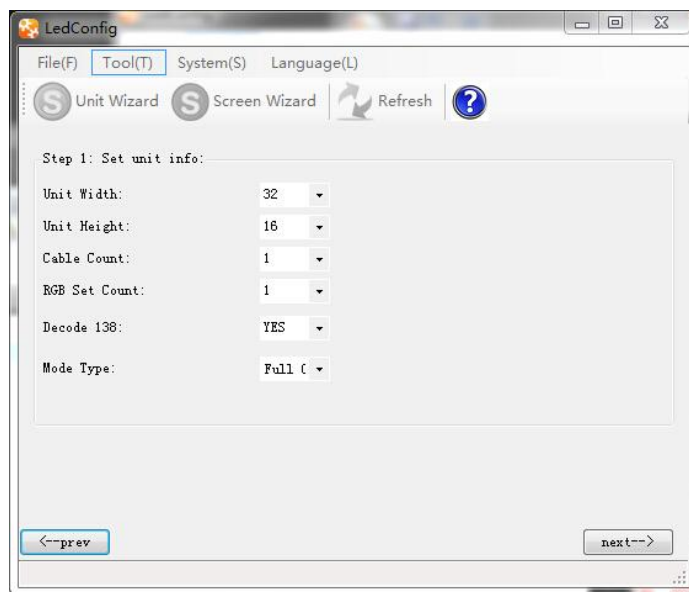 LedConfig
File(F) Tool(T) System(S) Language(L)
Unit Wizard Screen Wizard Refresh
Step 1: Set unit info:
Unit Width: 32
Unit Height: 16
Cable Count: 1
RGB Set Count: 1
Decode 138: YES
Mode Type: Full
<--prev next-->